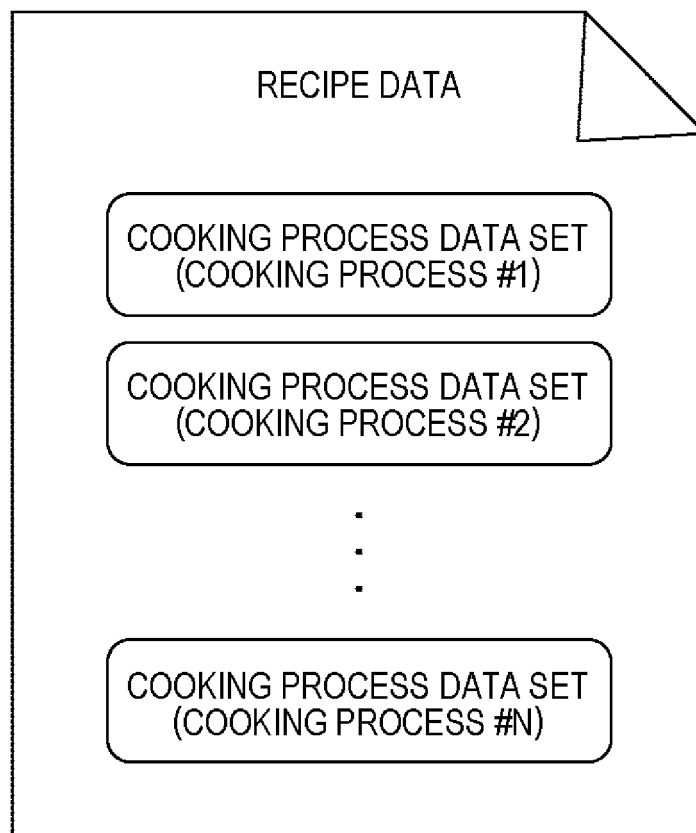 RECIPE DATA
COOKING PROCESS DATA SET
(COOKING PROCESS #1)
COOKING PROCESS DATA SET
(COOKING PROCESS #2)
COOKING PROCESS DATA SET
(COOKING PROCESS #N)